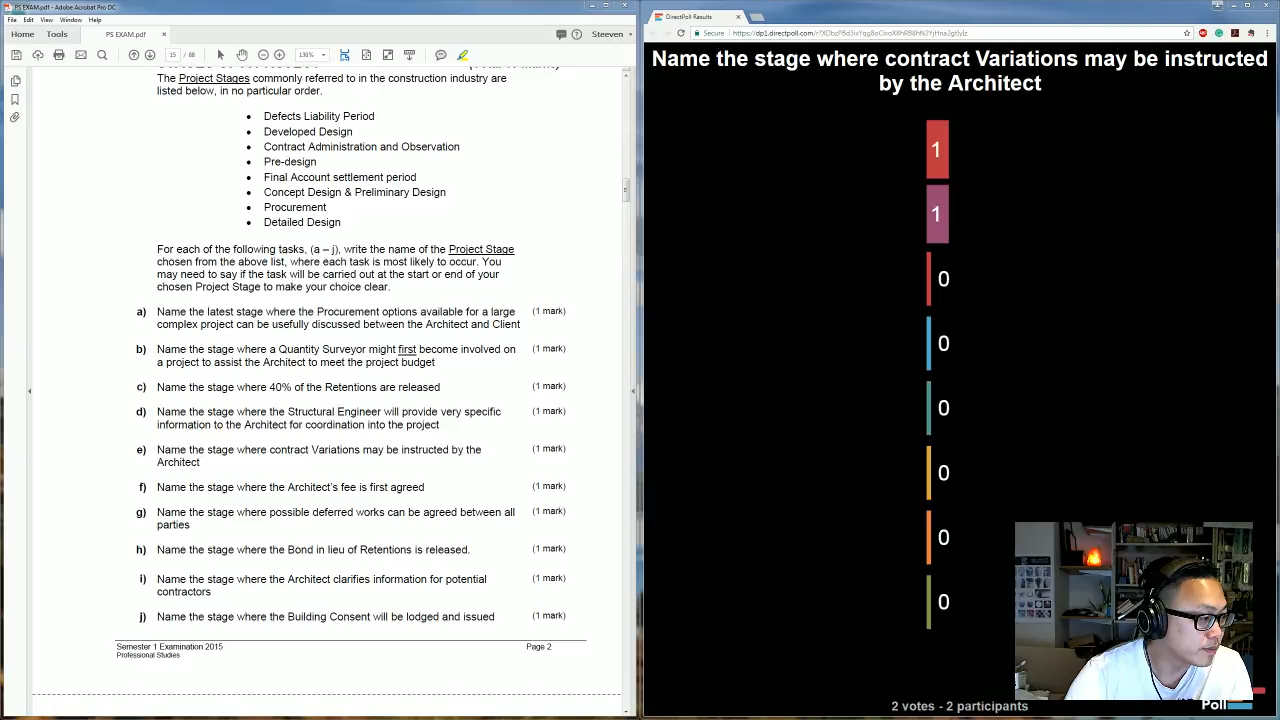 PS EXAM.pdf - Adobe Acrobat Pro DC
File Edit View Window Help
Home Tools PS EXAM.pdf × Steeven
15 / 88 130%
The Project Stages commonly referred to in the construction industry are
listed below, in no particular order.
• Defects Liability Period
• Developed Design
• Contract Administration and Observation
• Pre-design
• Final Account settlement period
• Concept Design & Preliminary Design
• Procurement
• Detailed Design
For each of the following tasks, (a – j), write the name of the Project Stage
chosen from the above list, where each task is most likely to occur. You
may need to say if the task will be carried out at the start or end of your
chosen Project Stage to make your choice clear.
a) Name the latest stage where the Procurement options available for a large (1 mark)
complex project can be usefully discussed between the Architect and Client
b) Name the stage where a Quantity Surveyor might first become involved on (1 mark)
a project to assist the Architect to meet the project budget
c) Name the stage where 40% of the Retentions are released (1 mark)
d) Name the stage where the Structural Engineer will provide very specific (1 mark)
information to the Architect for coordination into the project
e) Name the stage where contract Variations may be instructed by the (1 mark)
Architect
f) Name the stage where the Architect's fee is first agreed (1 mark)
g) Name the stage where possible deferred works can be agreed between all (1 mark)
parties
h) Name the stage where the Bond in lieu of Retentions is released. (1 mark)
i) Name the stage where the Architect clarifies information for potential (1 mark)
contractors
j) Name the stage where the Building Consent will be lodged and issued (1 mark)
Semester 1 Examination 2015 Page 2
Professional Studies
DirectPoll Results ×
Secure
Name the stage where contract Variations may be instructed
by the Architect
1
1
0
0
0
0
0
0
2 votes - 2 participants
Poll